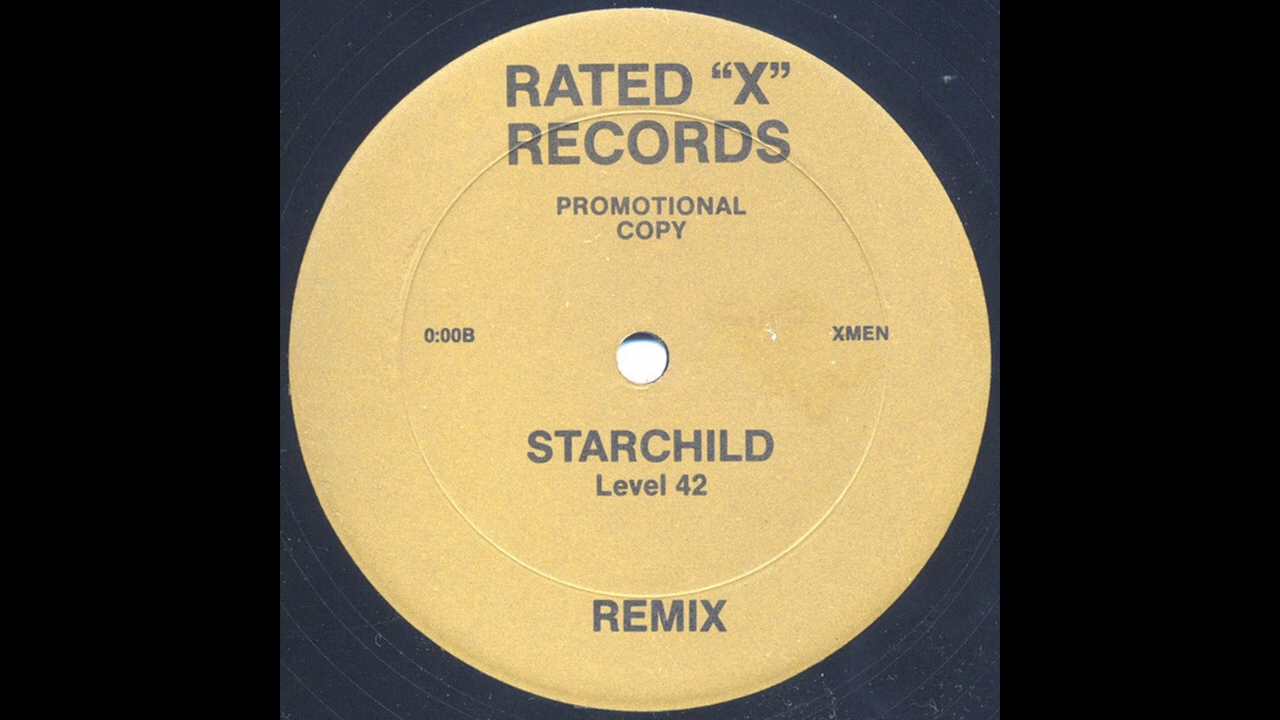 RATED “X”
RECORDS
PROMOTIONAL
COPY
0:00B
XMEN
STARCHILD
Level 42
REMIX